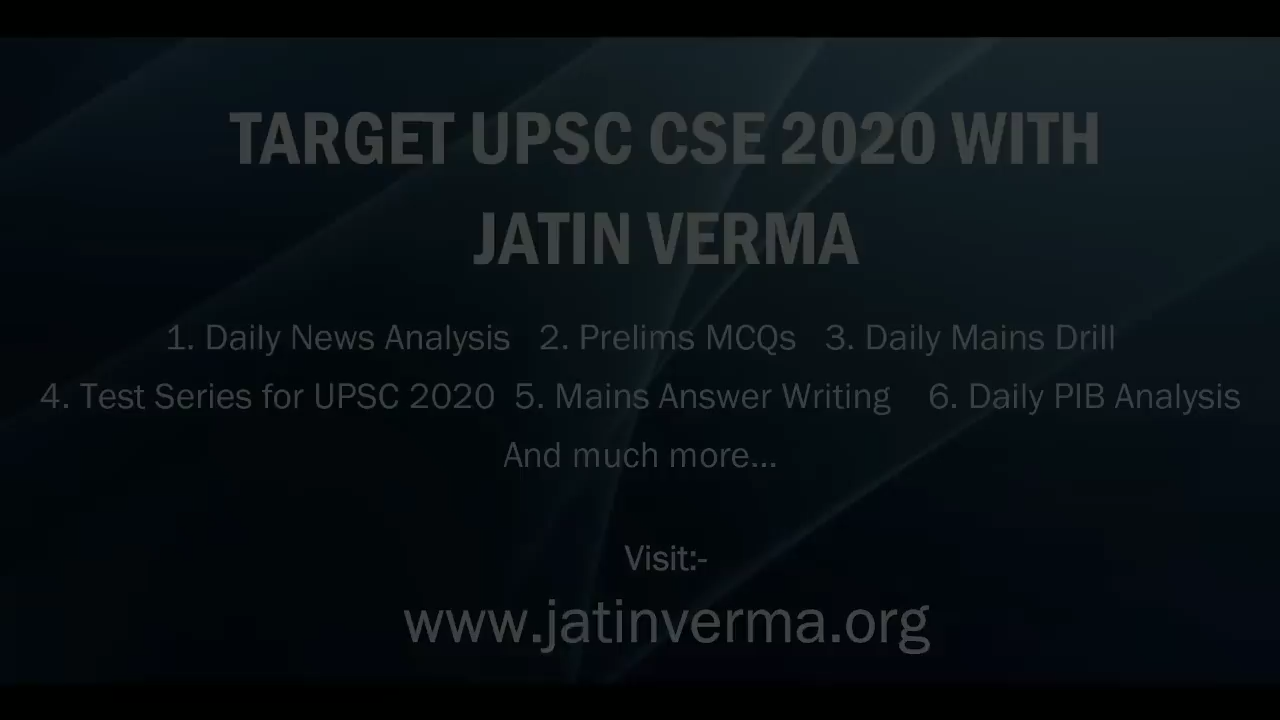 TARGET UPSC CSE 2020 WITH
JATIN VERMA
1. Daily News Analysis 2. Prelims MCQs 3. Daily Mains Drill
4. Test Series for UPSC 2020 5. Mains Answer Writing 6. Daily PIB Analysis
And much more...
Visit:-
www.jatinverma.org